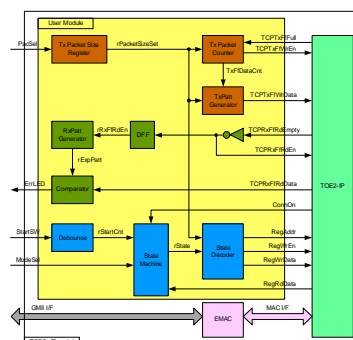 User Module
PacSel
Tx Packet Size
Register
rPacketSizeSet
Tx Packet
Counter
TCPTxFfFull
TCPTxFfWrEn
TxFfDataCnt
TxPatt
Generator
TCPTxFfWrData
RxPatt
Generator
rRxFfRdEn
DFF
TCPRxFfRdEmpty
TCPRxFfRdEn
rExpPatt
TOE2-IP
ErrLED
Comparator
TCPRxFfRdData
ConnOn
StartSW
Debounce
rStartCnt
State
Machine
rState
State
Decoder
RegAddr
RegWrEn
RegWrData
ModeSel
RegRdData
GMII I/F
EMAC
MAC I/F